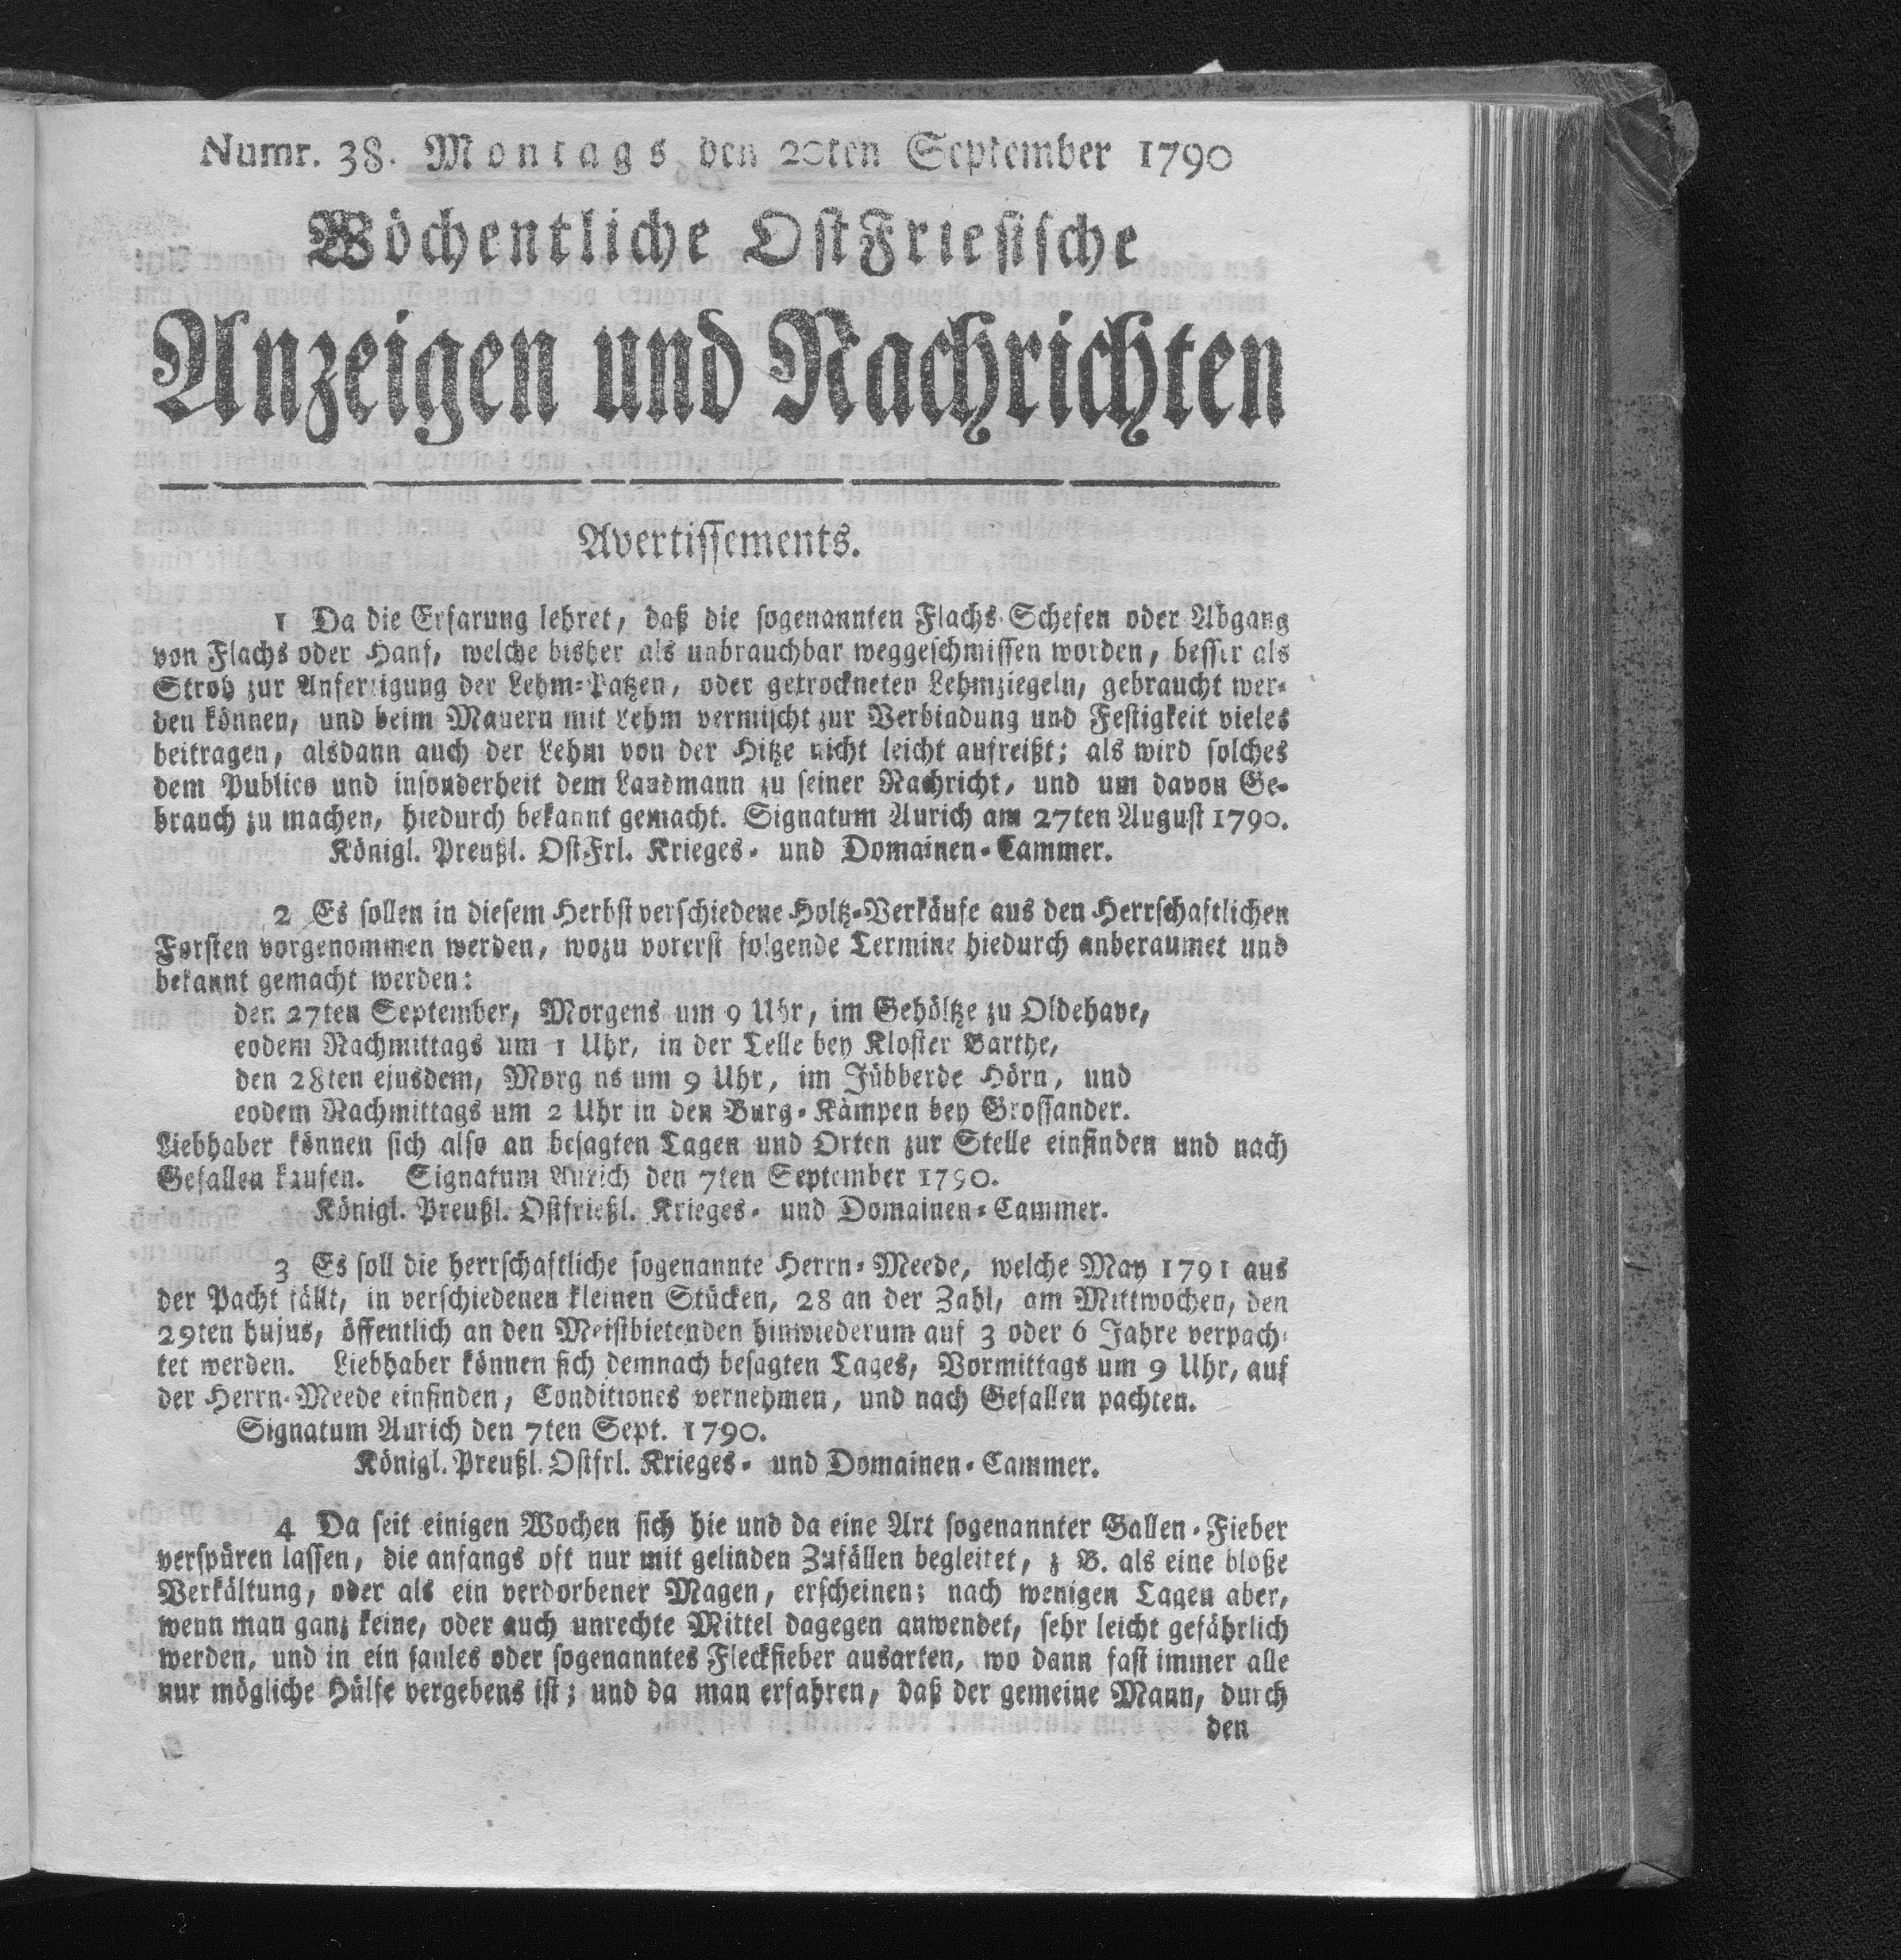 Numr. 38. Montags den 20ten September 1790
Wöchentliche OstFriesische
Anzeigen und Nachrichten
Avertissements.
1 Da die Erfarung lehret, daß die sogenannten Flachs-Schefen oder Abgang
von Flachs oder Hanf, welche bisher als unbrauchbar weggeschmissen worden, besser als
Stroh zur Anfertigung der Lehm-Patzen, oder getrockneten Lehmziegeln, gebraucht wer-
den können, und beim Mauern mit Lehm vermischt zur Verbindung und Festigkeit vieles
beitragen, alsdann auch der Lehm von der Hitze nicht leicht aufreißt; als wird solches
dem Publico und insonderheit dem Landmann zu seiner Nachricht, und um davon Ge-
brauch zu machen, hiedurch bekannt gemacht. Signatum Aurich am 27ten August 1790.
Königl. Preußl. OstFrl. Krieges- und Domainen-Cammer.
2 Es sollen in diesem Herbst verschiedene Holtz-Verkäufe aus den Herrschaftlichen
Forsten vorgenommen werden, wozu vorerst folgende Termine hiedurch anberaumet und
bekannt gemacht werden:
den 27ten September, Morgens um 9 Uhr, im Gehöltze zu Oldehave,
eodem Nachmittags um 1 Uhr, in der Telle bey Kloster Barthe,
den 28ten ejusdem, Morg ns um 9 Uhr, im Jübberde Hörn, und
eodem Nachmittags um 2 Uhr in den Burg-Kämpen bey Grossander.
Liebhaber können sich also an besagten Tagen und Orten zur Stelle einfinden und nach
Gefallen kaufen. Signatum Aurich den 7ten September 1790.
Königl. Preußl. Ostfrießl. Krieges- und Domainen-Cammer.
3 Es soll die herrschaftliche sogenannte Herrn-Meede, welche May 1791 aus
der Pacht fällt, in verschiedenen kleinen Stücken, 28 an der Zahl, am Mittwochen, den
29ten hujus, öffentlich an den Meistbietenden hinwiederum auf 3 oder 6 Jahre verpach-
tet werden. Liebhaber können sich demnach besagten Tages, Vormittags um 9 Uhr, auf
der Herrn-Meede einfinden, Conditiones vernehmen, und nach Gefallen pachten.
Signatum Aurich den 7ten Sept. 1790.
Königl. Preußl. Ostfrl. Krieges- und Domainen-Cammer.
4 Da seit einigen Wochen sich hie und da eine Art sogenannter Gallen-Fieber
verspüren lassen, die anfangs oft nur mit gelinden Zufällen begleitet, z B. als eine bloße
Verkältung, oder als ein verdorbener Magen, erscheinen; nach wenigen Tagen aber,
wenn man ganz keine, oder auch unrechte Mittel dagegen anwendet, sehr leicht gefährlich
werden, und in ein faules oder sogenanntes Fleckfieber ausarten, wo dann fast immer alle
nur mögliche Hülfe vergebens ist; und da man erfahren, daß der gemeine Mann, durch
den